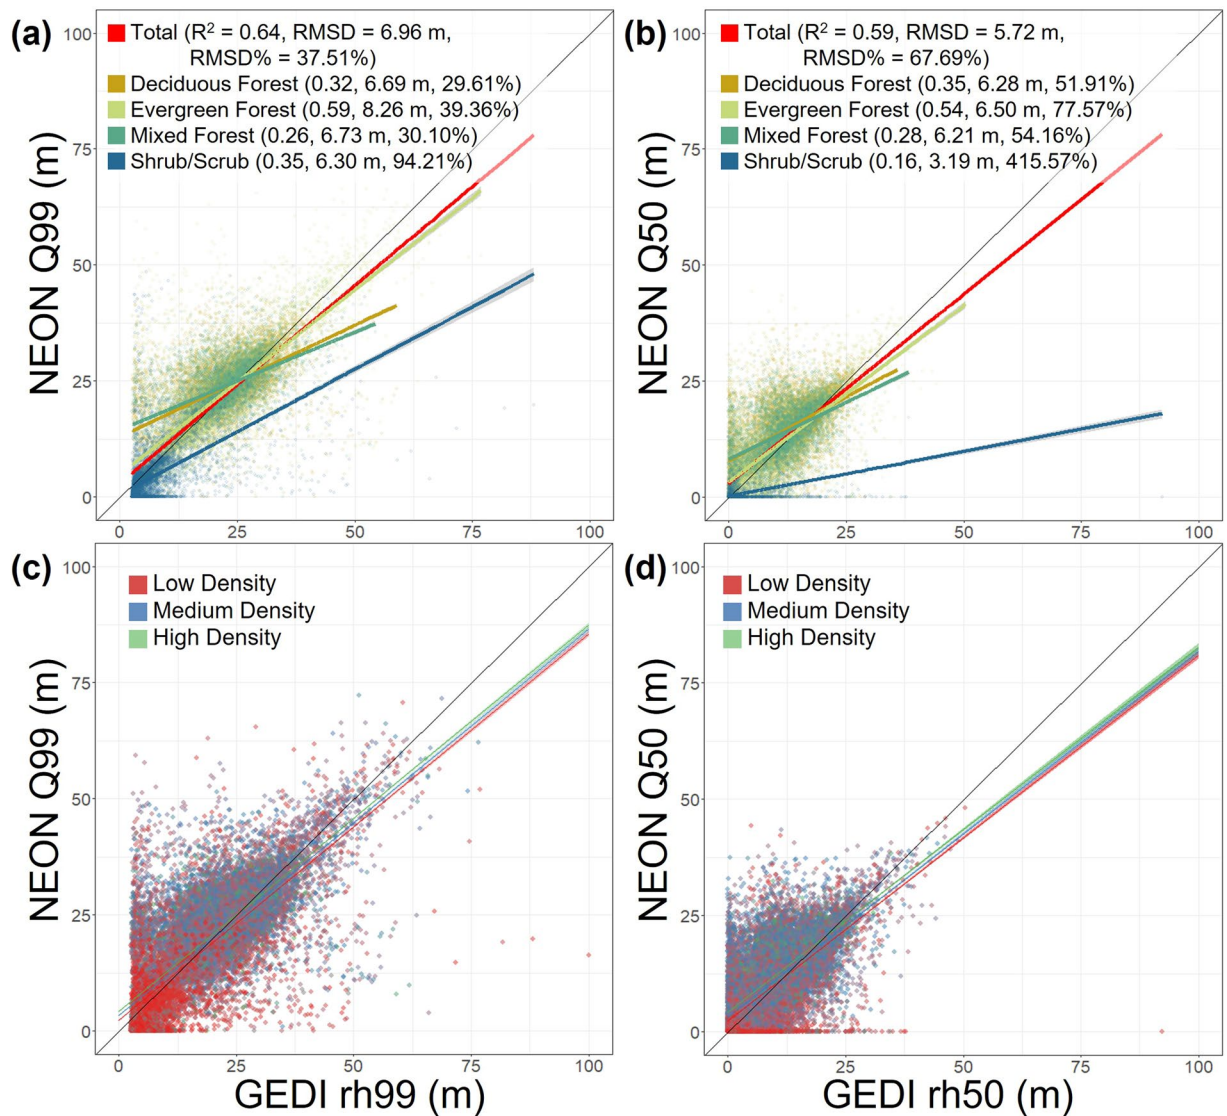 (a)
Total (R² = 0.64, RMSD = 6.96 m,
RMSD% = 37.51%)
Deciduous Forest (0.32, 6.69 m, 29.61%)
Evergreen Forest (0.59, 8.26 m, 39.36%)
Mixed Forest (0.26, 6.73 m, 30.10%)
Shrub/Scrub (0.35, 6.30 m, 94.21%)
NEON Q99 (m)
100
75
50
25
0
0 25 50 75 100
(b)
Total (R² = 0.59, RMSD = 5.72 m,
RMSD% = 67.69%)
Deciduous Forest (0.35, 6.28 m, 51.91%)
Evergreen Forest (0.54, 6.50 m, 77.57%)
Mixed Forest (0.28, 6.21 m, 54.16%)
Shrub/Scrub (0.16, 3.19 m, 415.57%)
NEON Q50 (m)
100
75
50
25
0
0 25 50 75 100
(c)
Low Density
Medium Density
High Density
NEON Q99 (m)
100
75
50
25
0
0 25 50 75 100
GEDI rh99 (m)
(d)
Low Density
Medium Density
High Density
NEON Q50 (m)
100
75
50
25
0
0 25 50 75 100
GEDI rh50 (m)